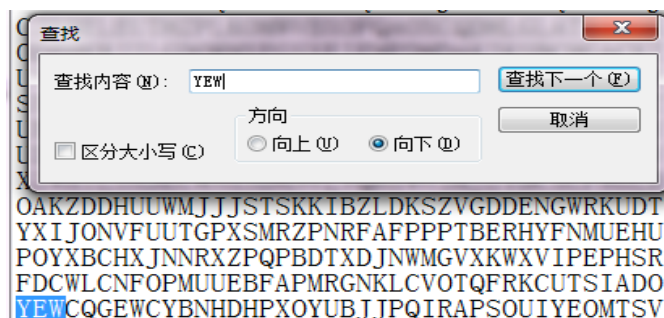 查找
查找内容(N): YEW
查找下一个(F)
方向
取消
区分大小写(C)
向上(U)
向下(D)
OAKZDDHUUWMJJJSTSKKIBZLDKSZVGDDENGWRKUDT
YXIJONVFUUTGPXSMRZPNRFAFPPPTBERHYFNMUEHU
POYXBCHXJNNRXZPQPBDTXDJNWMGVXKWXVIPEPHSR
FDCWLCNFOPMUUEBFAPMRGNKLCVOTQFRKCUTSIADO
YEWCQGEWCYBNHDHPXOYUBJJPQIRAPSOUIYEOMTSV